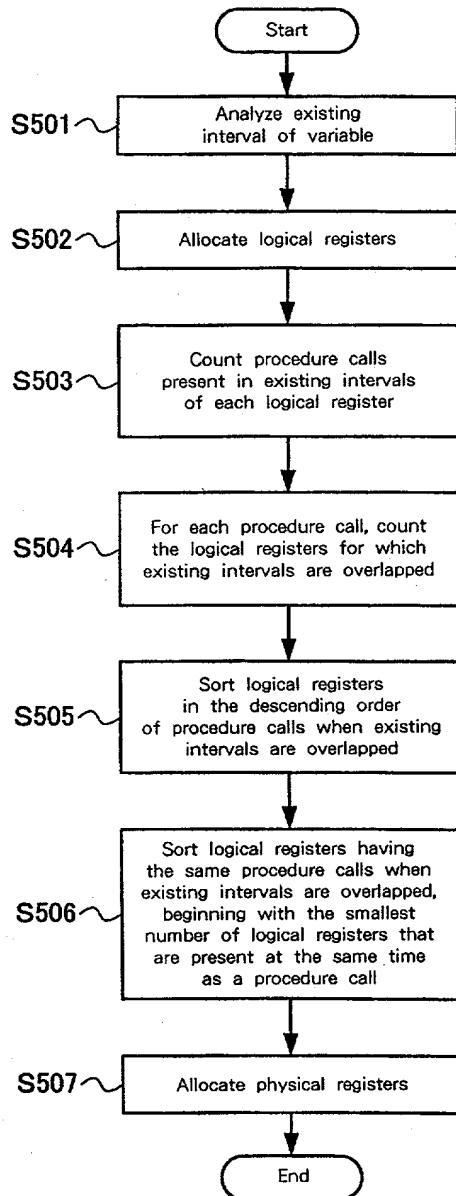 Start
S501
Analyze existing
interval of variable
S502
Allocate logical registers
S503
Count procedure calls
present in existing intervals
of each logical register
S504
For each procedure call, count
the logical registers for which
existing intervals are overlapped
S505
Sort logical registers
in the descending order
of procedure calls when existing
intervals are overlapped
S506
Sort logical registers having
the same procedure calls when
existing intervals are overlapped,
beginning with the smallest
number of logical registers that
are present at the same time
as a procedure call
S507
Allocate physical registers
End